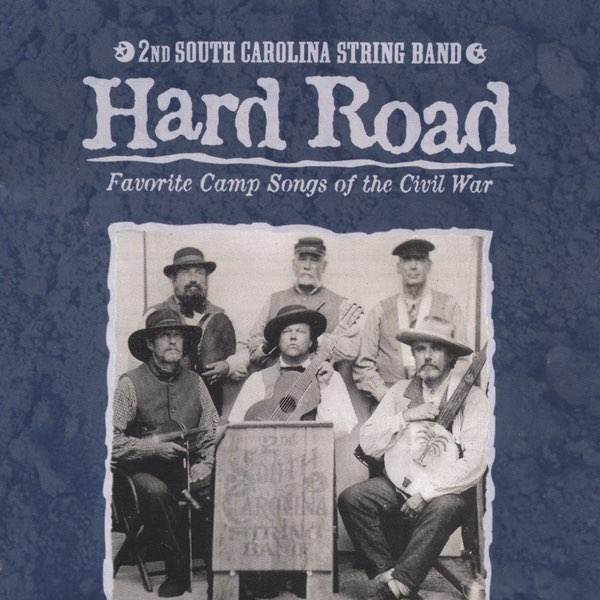 2ND SOUTH CAROLINA STRING BAND
Hard Road
Favorite Camp Songs of the Civil War
2nd
SOUTH
CAROLINA
STRING
BAND